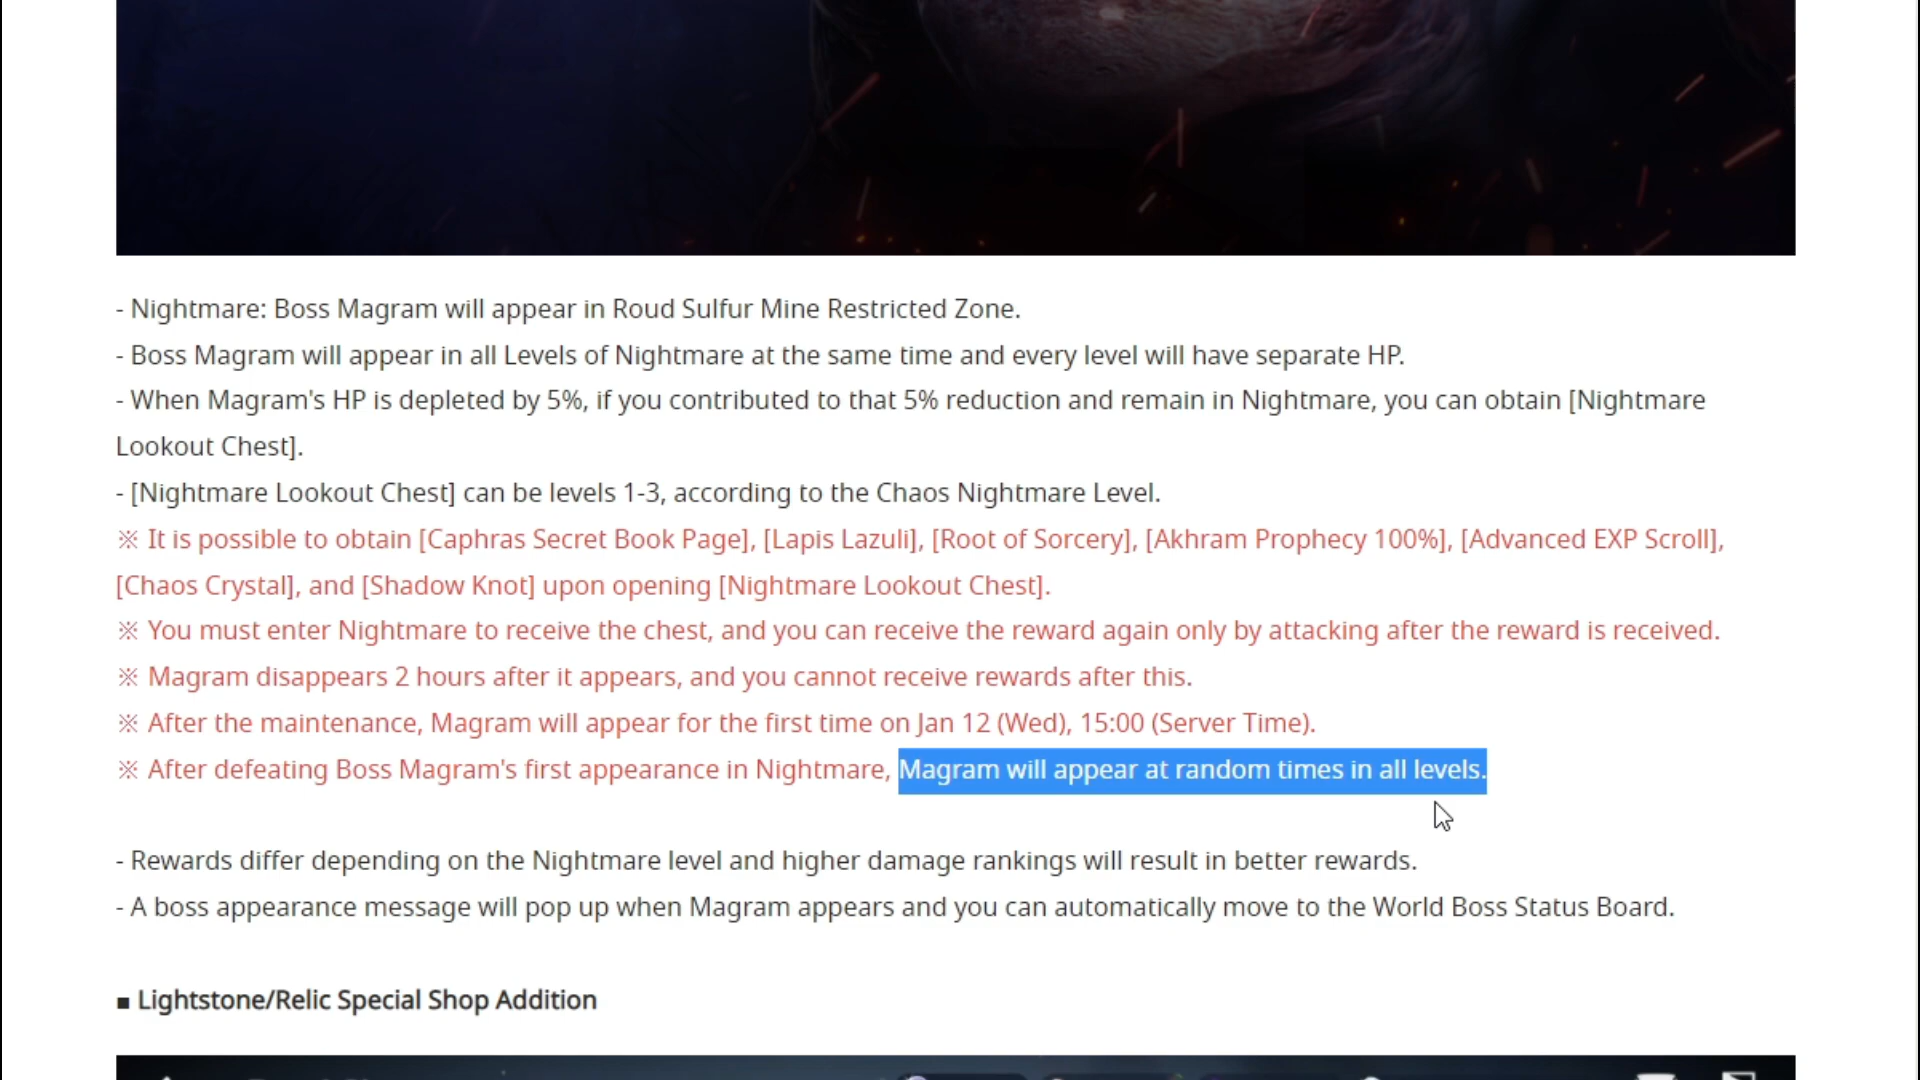 - Nightmare: Boss Magram will appear in Roud Sulfur Mine Restricted Zone.
- Boss Magram will appear in all Levels of Nightmare at the same time and every level will have separate HP.
- When Magram's HP is depleted by 5%, if you contributed to that 5% reduction and remain in Nightmare, you can obtain [Nightmare
Lookout Chest].
- [Nightmare Lookout Chest] can be levels 1-3, according to the Chaos Nightmare Level.
※ It is possible to obtain [Caphras Secret Book Page], [Lapis Lazuli], [Root of Sorcery], [Akhram Prophecy 100%], [Advanced EXP Scroll],
[Chaos Crystal], and [Shadow Knot] upon opening [Nightmare Lookout Chest].
※ You must enter Nightmare to receive the chest, and you can receive the reward again only by attacking after the reward is received.
※ Magram disappears 2 hours after it appears, and you cannot receive rewards after this.
※ After the maintenance, Magram will appear for the first time on Jan 12 (Wed), 15:00 (Server Time).
※ After defeating Boss Magram's first appearance in Nightmare, Magram will appear at random times in all levels.
- Rewards differ depending on the Nightmare level and higher damage rankings will result in better rewards.
- A boss appearance message will pop up when Magram appears and you can automatically move to the World Boss Status Board.
■ Lightstone/Relic Special Shop Addition